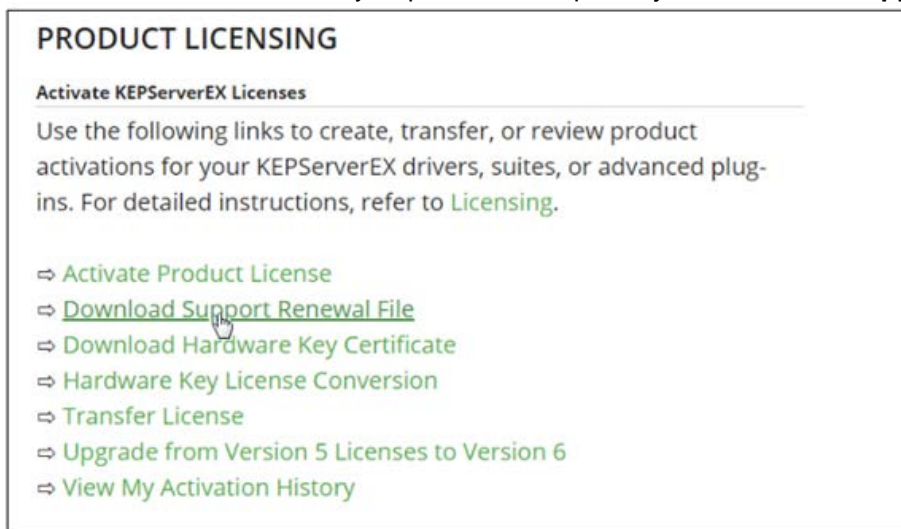 PRODUCT LICENSING
Activate KEPServerEX Licenses
Use the following links to create, transfer, or review product
activations for your KEPServerEX drivers, suites, or advanced plug-
ins. For detailed instructions, refer to Licensing.
⇨ Activate Product License
⇨ Download Support Renewal File
⇨ Download Hardware Key Certificate
⇨ Hardware Key License Conversion
⇨ Transfer License
⇨ Upgrade from Version 5 Licenses to Version 6
⇨ View My Activation History